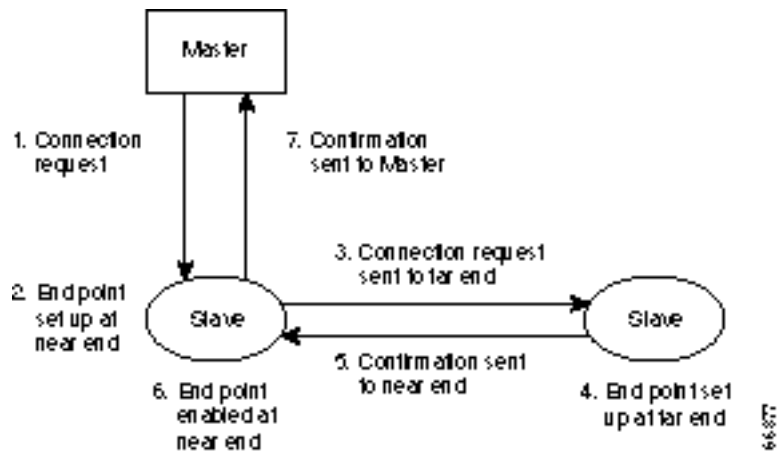 Master
1. Connection
request
7. Confirmation
sent to Master
3. Connection request
sent to far end
2. End point
set up at
near end
Slave
Slave
5. Confirmation sent
to near end
6. End point
enabled at
near end
4. End point set
up at far end
66877